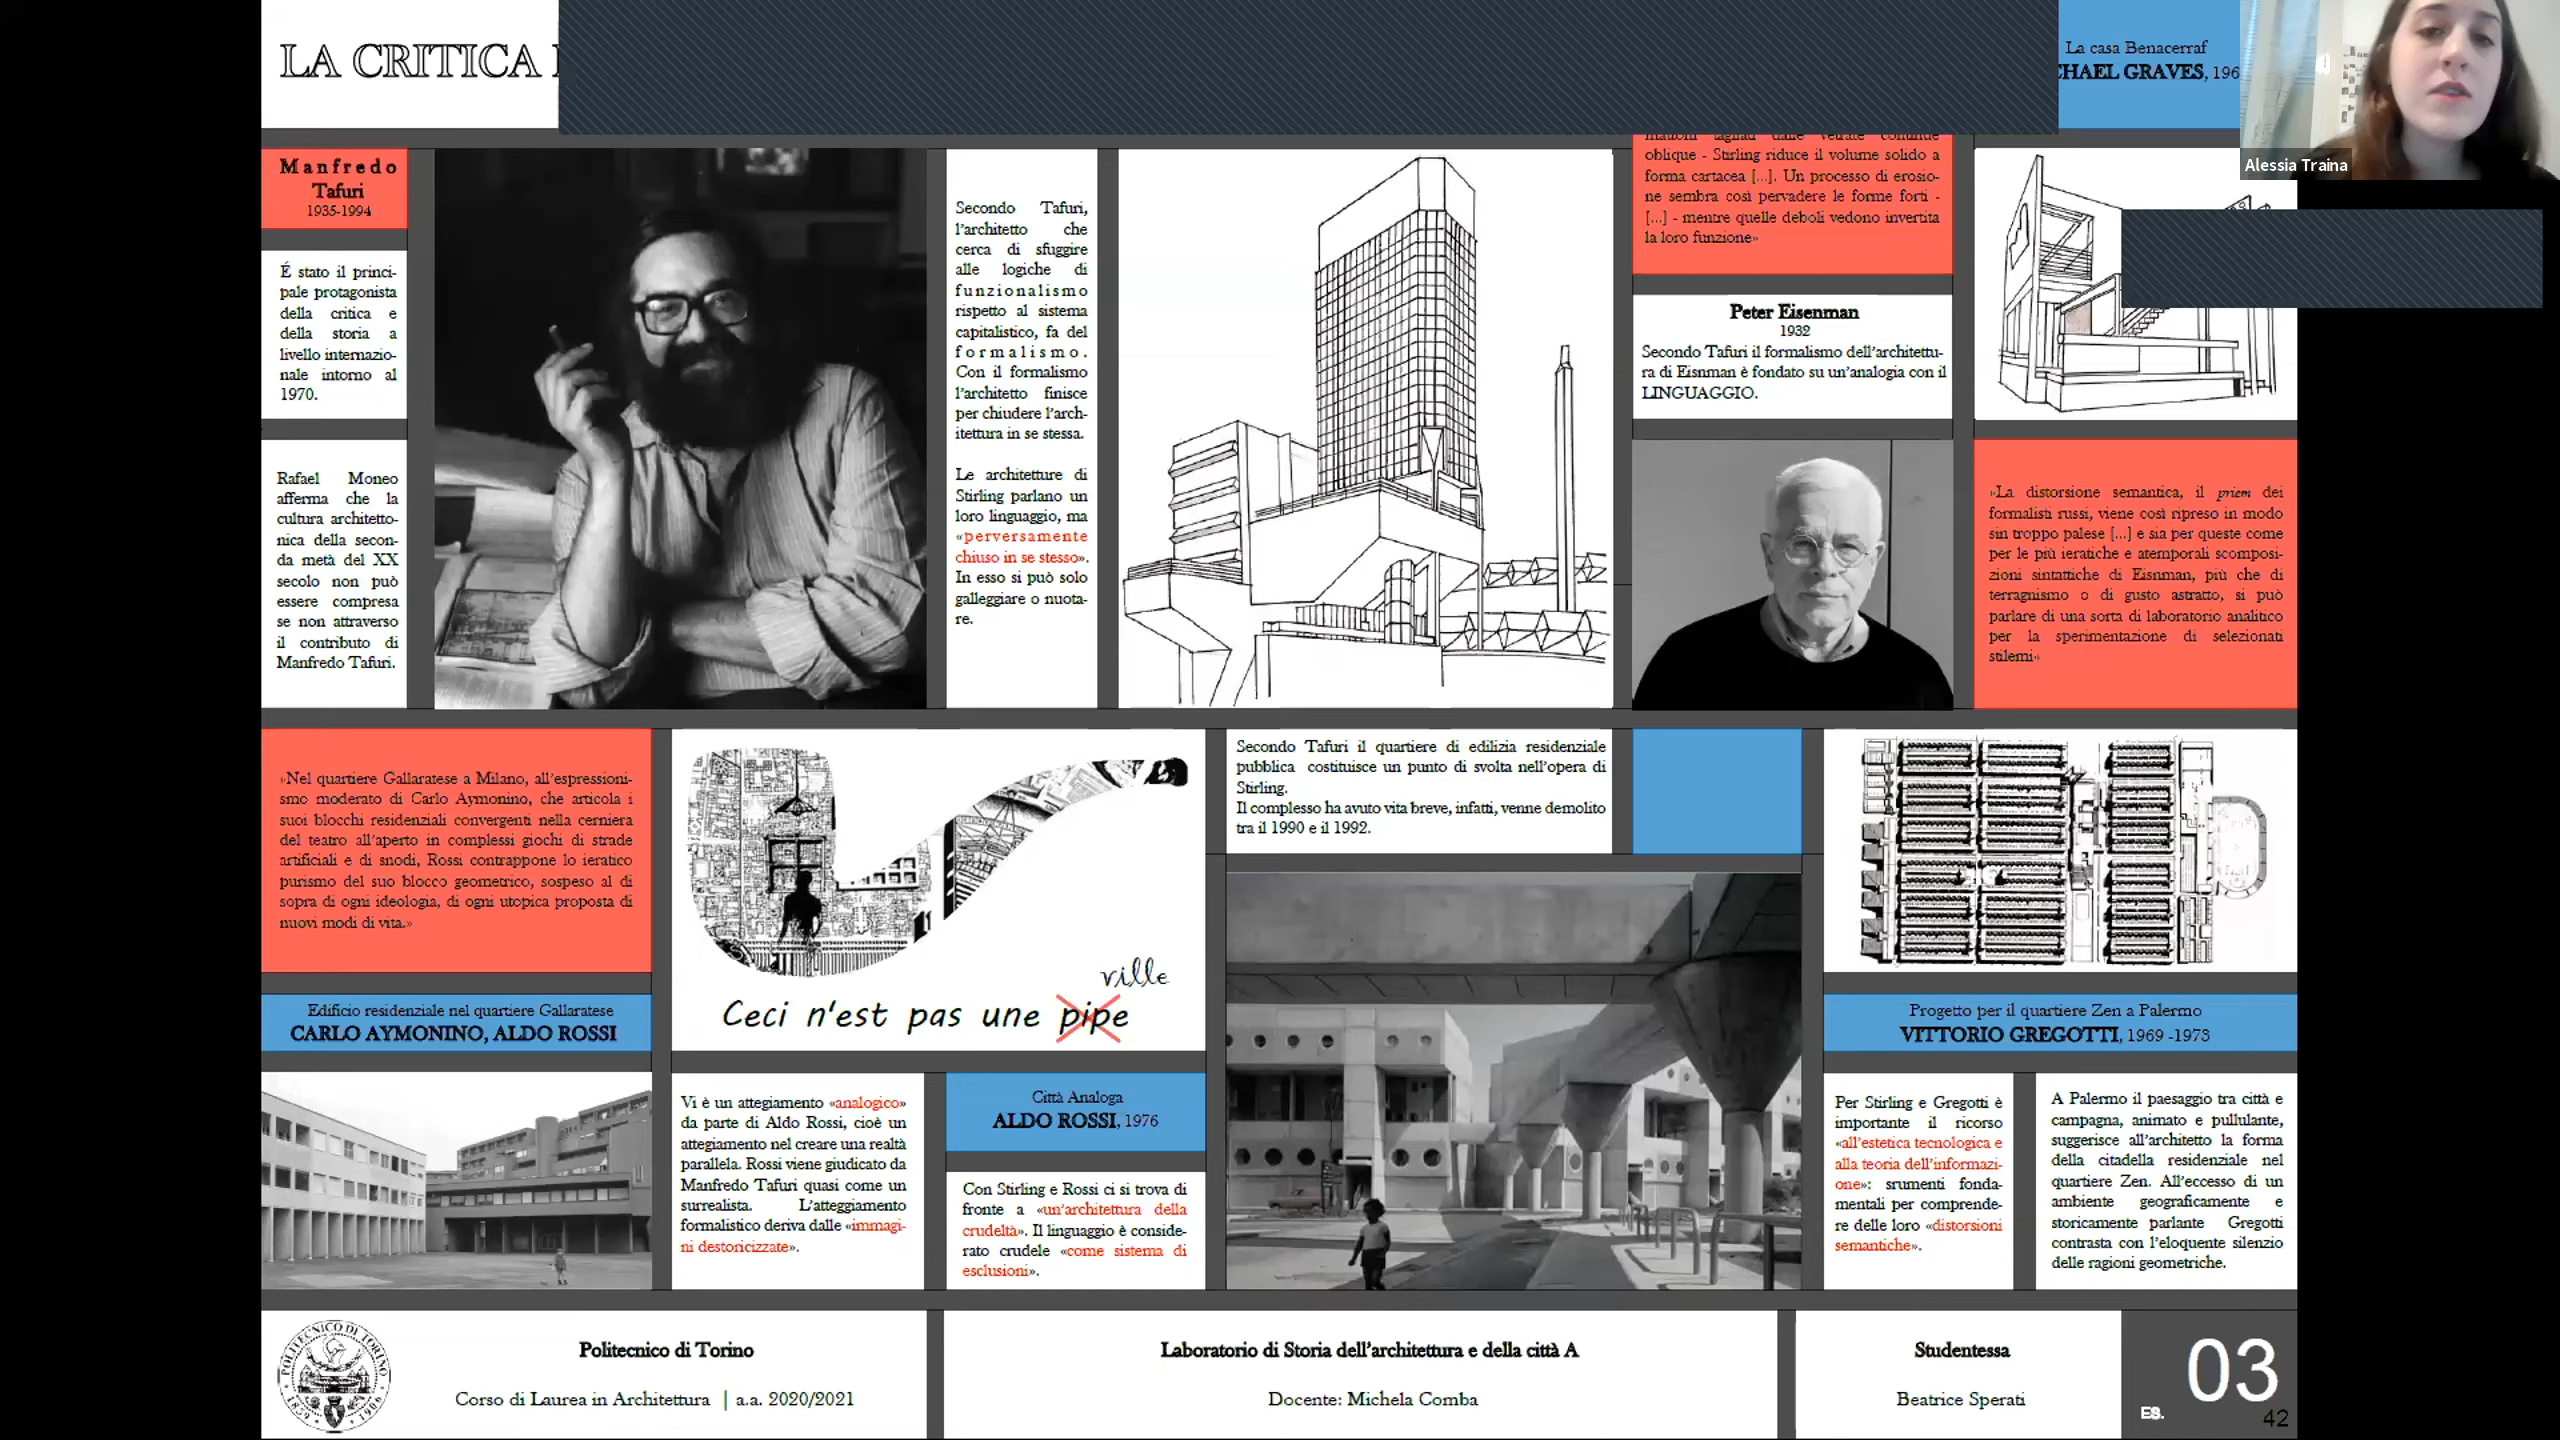 LA CRITICA
La casa Benacerraf
CHAEL GRAVES, 196
Alessia Traina
Manfredo
Tafuri
1935-1994
É stato il princi-
pale protagonista
della critica e
della storia a
livello internazio-
nale intorno al
1970.
Rafael Moneo
afferma che la
cultura architetto-
nica della secon-
da metà del XX
secolo non può
essere compresa
se non attraverso
il contributo di
Manfredo Tafuri.
Secondo Tafuri,
l'architetto che
cerca di sfuggire
alle logiche di
funzionalismo
rispetto al sistema
capitalistico, fa del
formalismo.
Con il formalismo
l'architetto finisce
per chiudere l'arch-
itettura in se stessa.
Le architetture di
Stirling parlano un
loro linguaggio, ma
«perversamente
chiuso in se stesso».
In esso si può solo
galleggiare o nuota-
re.
mattoni tagliati dalle vetrate continue
oblique - Stirling riduce il volume solido a
forma cartacea [...]. Un processo di erosio-
ne sembra così pervadere le forme forti -
[...] - mentre quelle deboli vedono invertita
la loro funzione»
Peter Eisenman
1932
Secondo Tafuri il formalismo dell'architettu-
ra di Eisnman è fondato su un'analogia con il
LINGUAGGIO.
»La distorsione semantica, il priem dei
formalisti russi, viene così ripreso in modo
sin troppo palese [...] e sia per queste come
per le più ieratiche e atemporali scomposi-
zioni sintattiche di Eisnman, più che di
terragnismo o di gusto astratto, si può
parlare di una sorta di laboratorio analitico
per la sperimentazione di selezionati
stilemi»
»Nel quartiere Gallaratese a Milano, all'espressioni-
smo moderato di Carlo Aymonino, che articola i
suoi blocchi residenziali convergenti nella cerniera
del teatro all'aperto in complessi giochi di strade
artificiali e di snodi, Rossi contrappone lo ieratico
purismo del suo blocco geometrico, sospeso al di
sopra di ogni ideologia, di ogni utopica proposta di
nuovi modi di vita.»
Edificio residenziale nel quartiere Gallaratese
CARLO AYMONINO, ALDO ROSSI
ville
Ceci n'est pas une pipe
Vi è un attegiamento «analogico»
da parte di Aldo Rossi, cioè un
attegiamento nel creare una realtà
parallela. Rossi viene giudicato da
Manfredo Tafuri quasi come un
surrealista. L'atteggiamento
formalistico deriva dalle «immagi-
ni destoricizzate».
Città Analoga
ALDO ROSSI, 1976
Con Stirling e Rossi ci si trova di
fronte a «un'architettura della
crudeltà». Il linguaggio è conside-
rato crudele «come sistema di
esclusioni».
Secondo Tafuri il quartiere di edilizia residenziale
pubblica costituisce un punto di svolta nell'opera di
Stirling.
Il complesso ha avuto vita breve, infatti, venne demolito
tra il 1990 e il 1992.
Progetto per il quartiere Zen a Palermo
VITTORIO GREGOTTI, 1969 -1973
Per Stirling e Gregotti è
importante il ricorso
«all'estetica tecnologica e
alla teoria dell'informazi-
one»: srumenti fonda-
mentali per comprende-
re delle loro «distorsioni
semantiche».
A Palermo il paesaggio tra città e
campagna, animato e pullulante,
suggerisce all'architetto la forma
della citadella residenziale nel
quartiere Zen. All'eccesso di un
ambiente geograficamente e
storicamente parlante Gregotti
contrasta con l'eloquente silenzio
delle ragioni geometriche.
POLITECNICO DI TORINO
1859 1906
Politecnico di Torino
Corso di Laurea in Architettura | a.a. 2020/2021
Laboratorio di Storia dell'architettura e della città A
Docente: Michela Comba
Studentessa
Beatrice Sperati
ES.
03
42